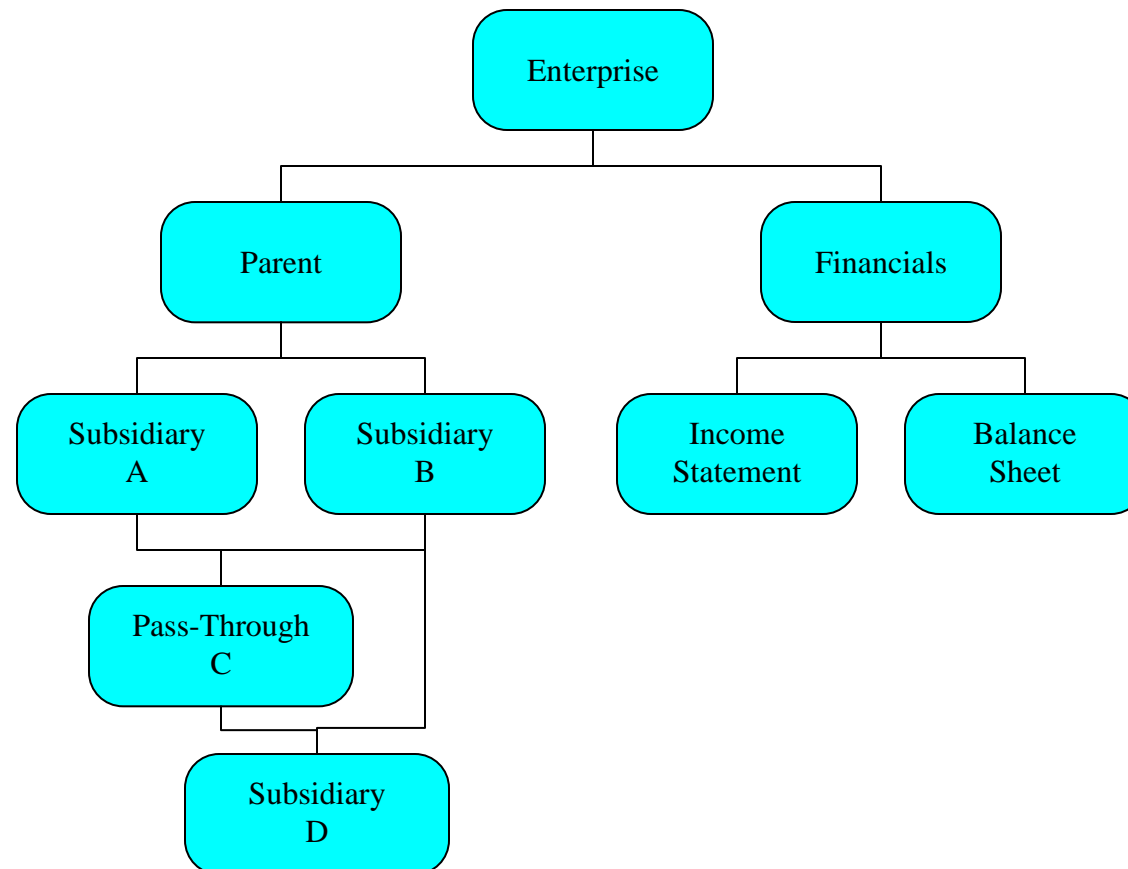 Enterprise
Parent
Financials
Subsidiary
A
Subsidiary
B
Income
Statement
Balance
Sheet
Pass-Through
C
Subsidiary
D